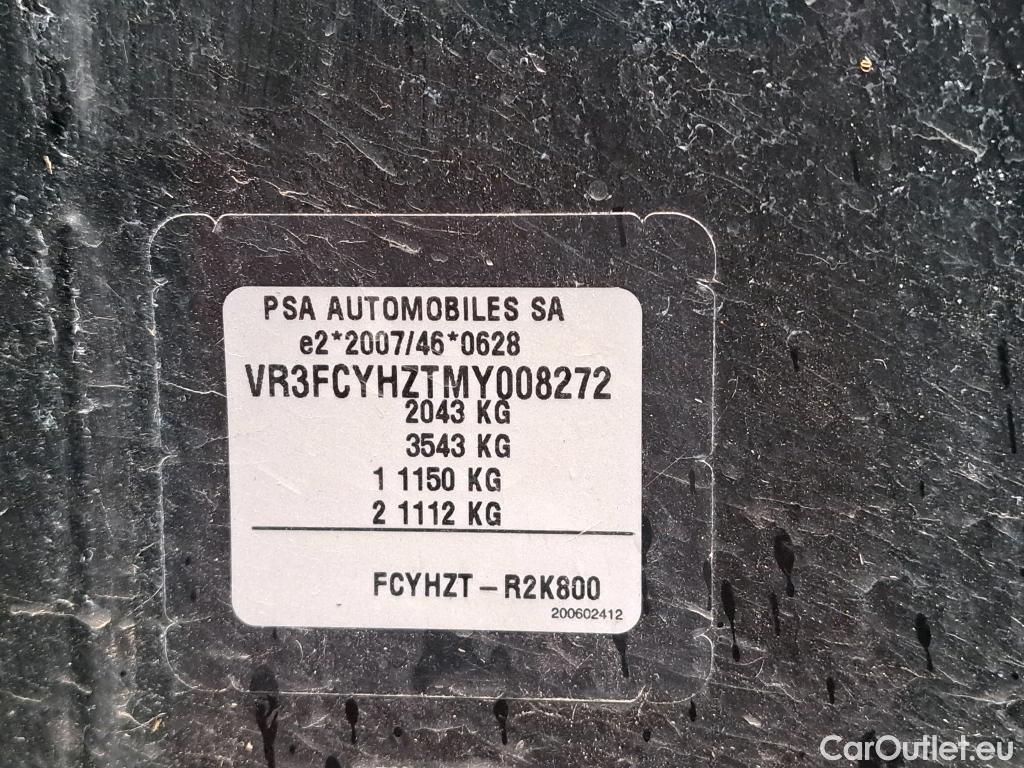 PSA AUTOMOBILES SA
e2*2007/46*0628
VR3FCYHZTMY008272
2043 KG
3543 KG
1 1150 KG
2 1112 KG
FCYHZT – R2K800
200602412
CarOutlet.eu